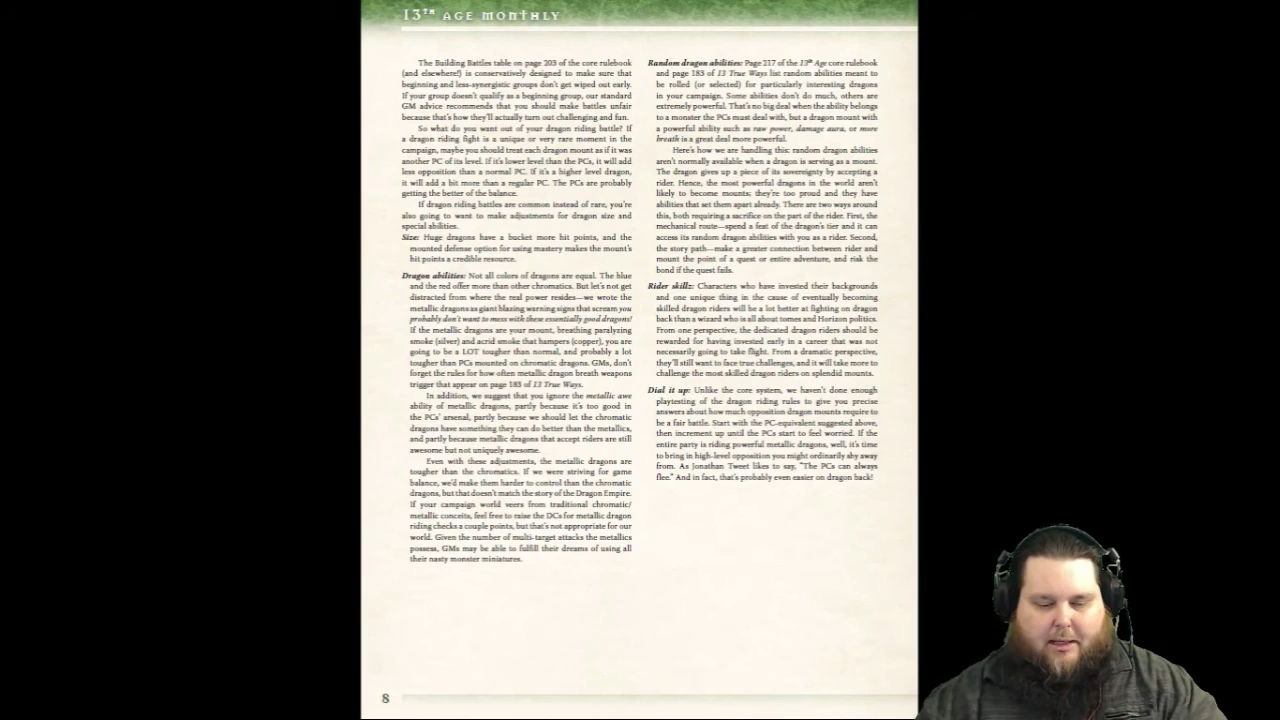 13TH AGE MONTHLY
The Building Battles table on page 203 of the core rulebook
(and elsewhere!) is conservatively designed to make sure that
beginning and less-synergistic groups don't get wiped out early.
If your group doesn't qualify as a beginning group, our standard
GM advice recommends that you should make battles unfair
because that's how they'll actually turn out challenging and fun.
So what do you want out of your dragon riding battle? If
a dragon riding fight is a unique or very rare moment in the
campaign, maybe you should treat each dragon mount as if it was
another PC of its level. If it's lower level than the PCs, it will add
less opposition than a normal PC. If it's a higher level dragon,
it will add a bit more than a regular PC. The PCs are probably
getting the better of the balance.
If dragon riding battles are common instead of rare, you're
also going to want to make adjustments for dragon size and
special abilities.
Size: Huge dragons have a bucket more hit points, and the
mounted defense option for using mastery makes the mount's
hit points a credible resource.
Dragon abilities: Not all colors of dragons are equal. The blue
and the red offer more than other chromatics. But let's not get
distracted from where the real power resides—we wrote the
metallic dragons as giant blazing warning signs that scream you
probably don't want to mess with these essentially good dragons!
If the metallic dragons are your mount, breathing paralyzing
smoke (silver) and acrid smoke that hampers (copper), you are
going to be a LOT tougher than normal, and probably a lot
tougher than PCs mounted on chromatic dragons. GMs, don't
forget the rules for how often metallic dragon breath weapons
trigger that appear on page 183 of 13 True Ways.
In addition, we suggest that you ignore the metallic awe
ability of metallic dragons, partly because it's too good in
the PCs' arsenal, partly because we should let the chromatic
dragons have something they can do better than the metallics,
and partly because metallic dragons that accept riders are still
awesome but not uniquely awesome.
Even with these adjustments, the metallic dragons are
tougher than the chromatics. If we were striving for game
balance, we'd make them harder to control than the chromatic
dragons, but that doesn't match the story of the Dragon Empire.
If your campaign world veers from traditional chromatic/
metallic conceits, feel free to raise the DCs for metallic dragon
riding checks a couple points, but that's not appropriate for our
world. Given the number of multi-target attacks the metallics
possess, GMs may be able to fulfill their dreams of using all
their nasty monster miniatures.
Random dragon abilities: Page 217 of the 13th Age core rulebook
and page 183 of 13 True Ways list random abilities meant to
be rolled (or selected) for particularly interesting dragons
in your campaign. Some abilities don't do much, others are
extremely powerful. That's no big deal when the ability belongs
to a monster the PCs must deal with, but a dragon mount with
a powerful ability such as raw power, damage aura, or more
breath is a great deal more powerful.
Here's how we are handling this: random dragon abilities
aren't normally available when a dragon is serving as a mount.
The dragon gives up a piece of its sovereignty by accepting a
rider. Hence, the most powerful dragons in the world aren't
likely to become mounts; they're too proud and they have
abilities that set them apart already. There are two ways around
this, both requiring a sacrifice on the part of the rider. First, the
mechanical route—spend a feat of the dragon's tier and it can
access its random dragon abilities with you as a rider. Second,
the story path—make a greater connection between rider and
mount the point of a quest or entire adventure, and risk the
bond if the quest fails.
Rider skillz: Characters who have invested their backgrounds
and one unique thing in the cause of eventually becoming
skilled dragon riders will be a lot better at fighting on dragon
back than a wizard who is all about tomes and Horizon politics.
From one perspective, the dedicated dragon riders should be
rewarded for having invested early in a career that was not
necessarily going to take flight. From a dramatic perspective,
they'll still want to face true challenges, and it will take more to
challenge the most skilled dragon riders on splendid mounts.
Dial it up: Unlike the core system, we haven't done enough
playtesting of the dragon riding rules to give you precise
answers about how much opposition dragon mounts require to
be a fair battle. Start with the PC-equivalent suggested above,
then increment up until the PCs start to feel worried. If the
entire party is riding powerful metallic dragons, well, it's time
to bring in high-level opposition you might ordinarily shy away
from. As Jonathan Tweet likes to say, "The PCs can always
flee." And in fact, that's probably even easier on dragon back!
8